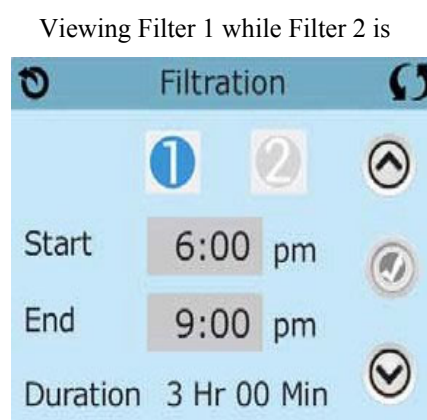 Viewing Filter 1 while Filter 2 is
Filtration
1 2
Start 6:00 pm
End 9:00 pm
Duration 3 Hr 00 Min